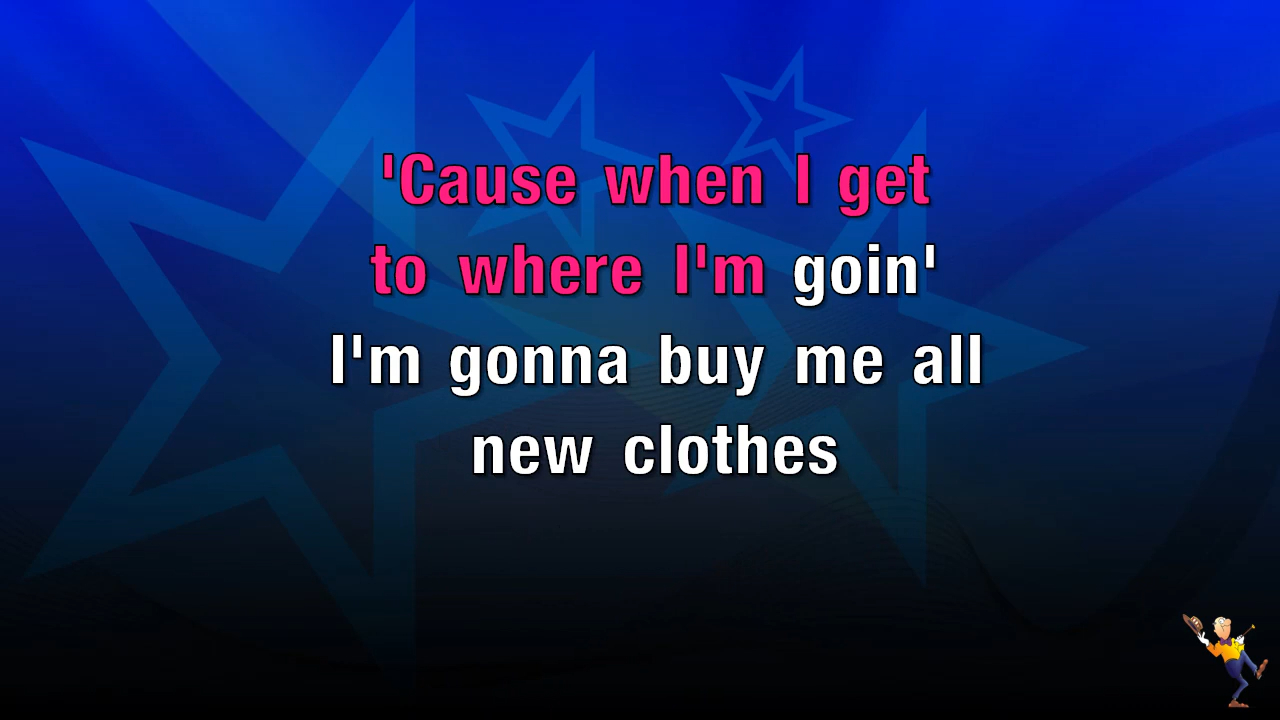 'Cause when I get
to where I'm goin'
I'm gonna buy me all
new clothes